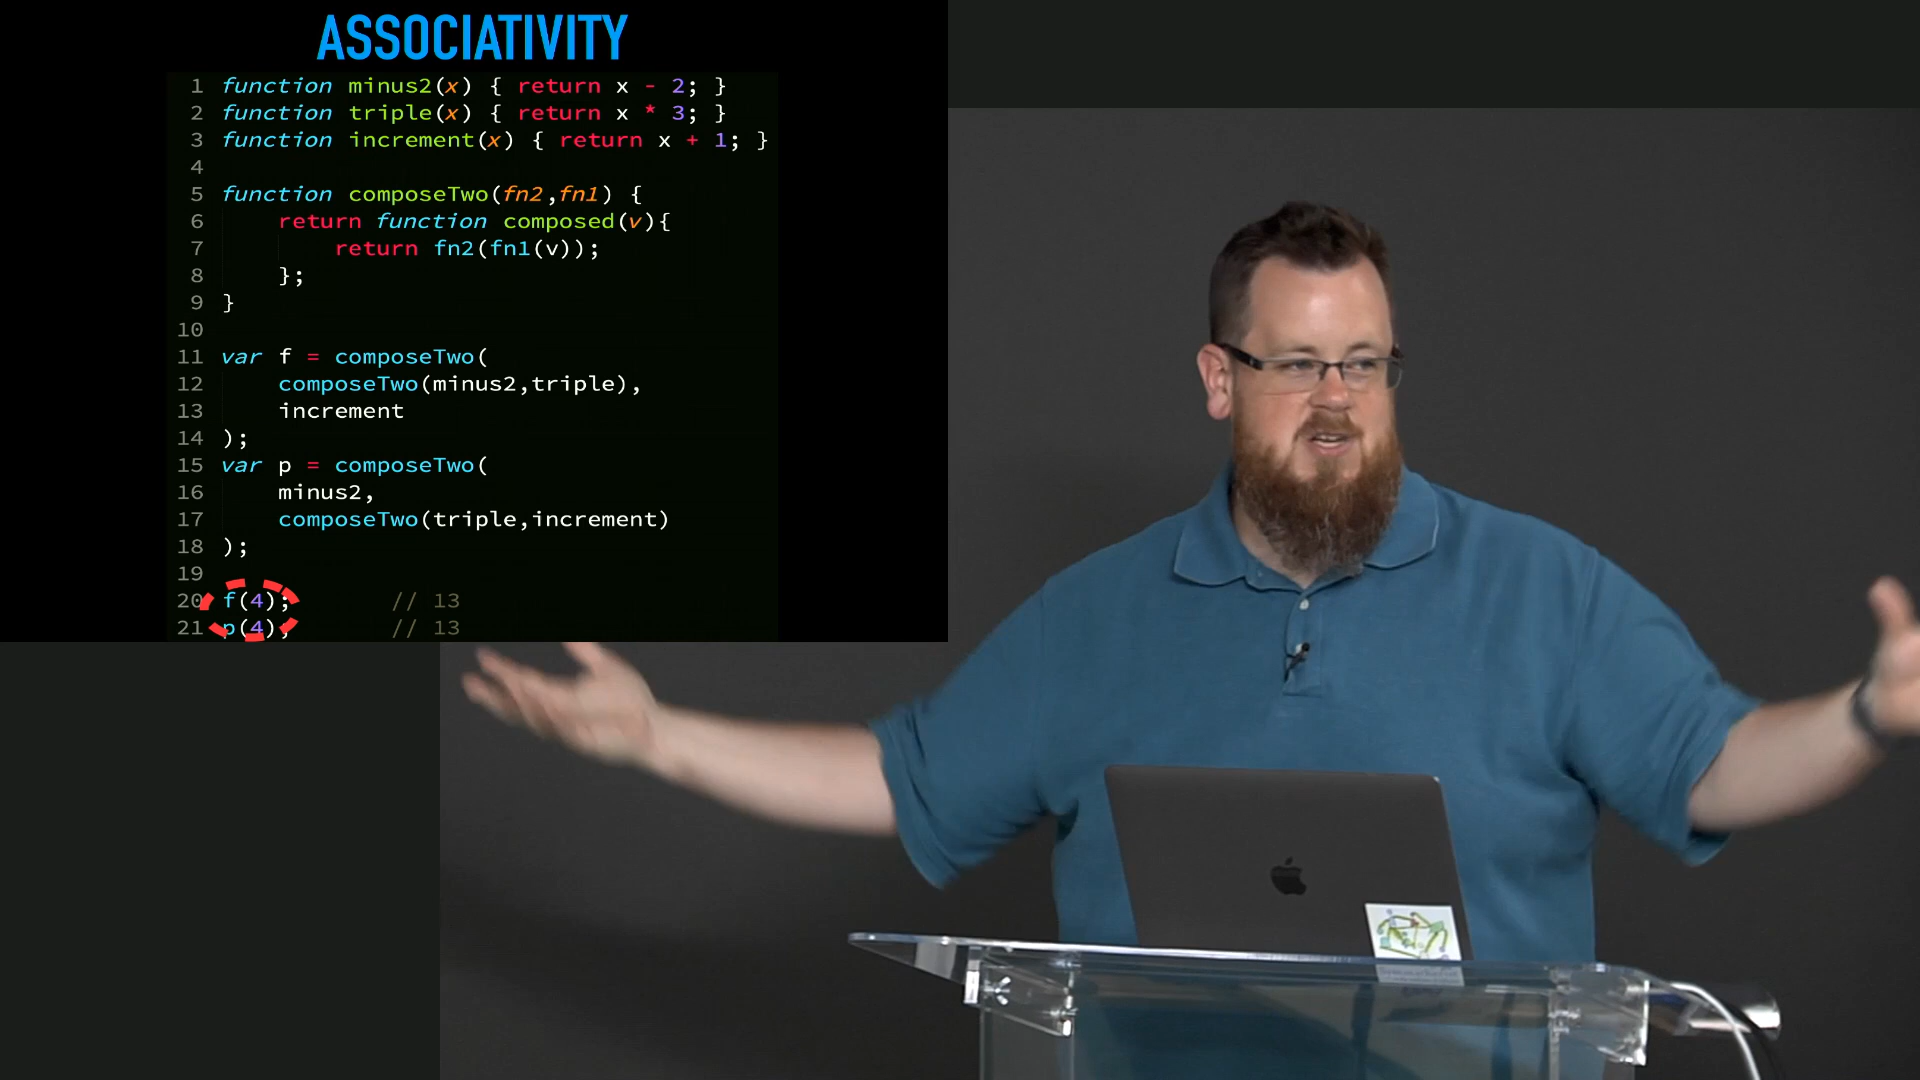 ASSOCIATIVITY
1 function minus2(x) { return x - 2; }
2 function triple(x) { return x * 3; }
3 function increment(x) { return x + 1; }
4
5 function composeTwo(fn2,fn1) {
6     return function composed(v){
7         return fn2(fn1(v));
8     };
9 }
10
11 var f = composeTwo(
12     composeTwo(minus2,triple),
13     increment
14 );
15 var p = composeTwo(
16     minus2,
17     composeTwo(triple,increment)
18 );
19
20 f(4);       // 13
21 p(4);       // 13